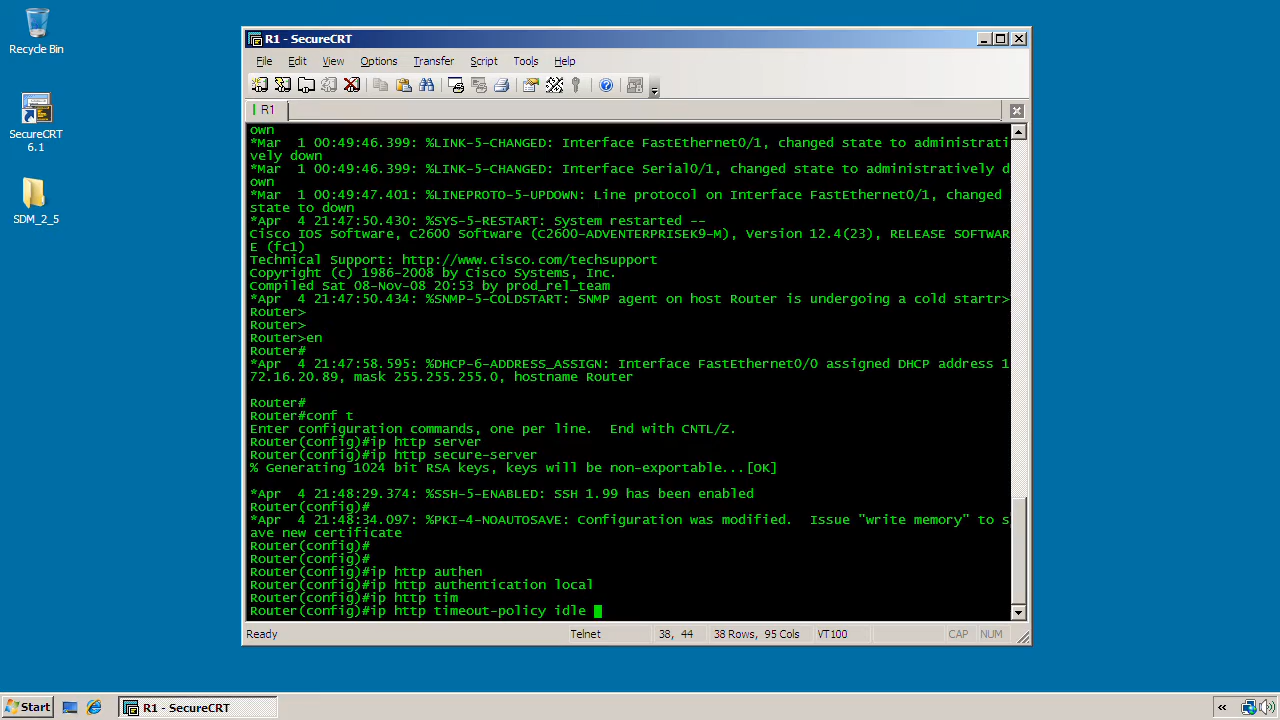 Recycle Bin
SecureCRT
6.1
SDM_2_5
R1 - SecureCRT
File Edit View Options Transfer Script Tools Help
R1
own
*Mar  1 00:49:46.399: %LINK-5-CHANGED: Interface FastEthernet0/1, changed state to administrati
vely down
*Mar  1 00:49:46.399: %LINK-5-CHANGED: Interface Serial0/1, changed state to administratively d
own
*Mar  1 00:49:47.401: %LINEPROTO-5-UPDOWN: Line protocol on Interface FastEthernet0/1, changed
state to down
*Apr  4 21:47:50.430: %SYS-5-RESTART: System restarted --
Cisco IOS Software, C2600 Software (C2600-ADVENTERPRISEK9-M), Version 12.4(23), RELEASE SOFTWAR
E (fc1)
Technical Support: http://www.cisco.com/techsupport
Copyright (c) 1986-2008 by Cisco Systems, Inc.
Compiled Sat 08-Nov-08 20:53 by prod_rel_team
*Apr  4 21:47:50.434: %SNMP-5-COLDSTART: SNMP agent on host Router is undergoing a cold startr>
Router>
Router>
Router>en
Router#
*Apr  4 21:47:58.595: %DHCP-6-ADDRESS_ASSIGN: Interface FastEthernet0/0 assigned DHCP address 1
72.16.20.89, mask 255.255.255.0, hostname Router
Router#
Router#conf t
Enter configuration commands, one per line.  End with CNTL/Z.
Router(config)#ip http server
Router(config)#ip http secure-server
% Generating 1024 bit RSA keys, keys will be non-exportable...[OK]
*Apr  4 21:48:29.374: %SSH-5-ENABLED: SSH 1.99 has been enabled
Router(config)#
*Apr  4 21:48:34.097: %PKI-4-NOAUTOSAVE: Configuration was modified.  Issue "write memory" to s
ave new certificate
Router(config)#
Router(config)#
Router(config)#ip http authen
Router(config)#ip http authentication local
Router(config)#ip http tim
Router(config)#ip http timeout-policy idle
Ready Telnet 38, 44 38 Rows, 95 Cols VT100 CAP NUM
Start R1 - SecureCRT «